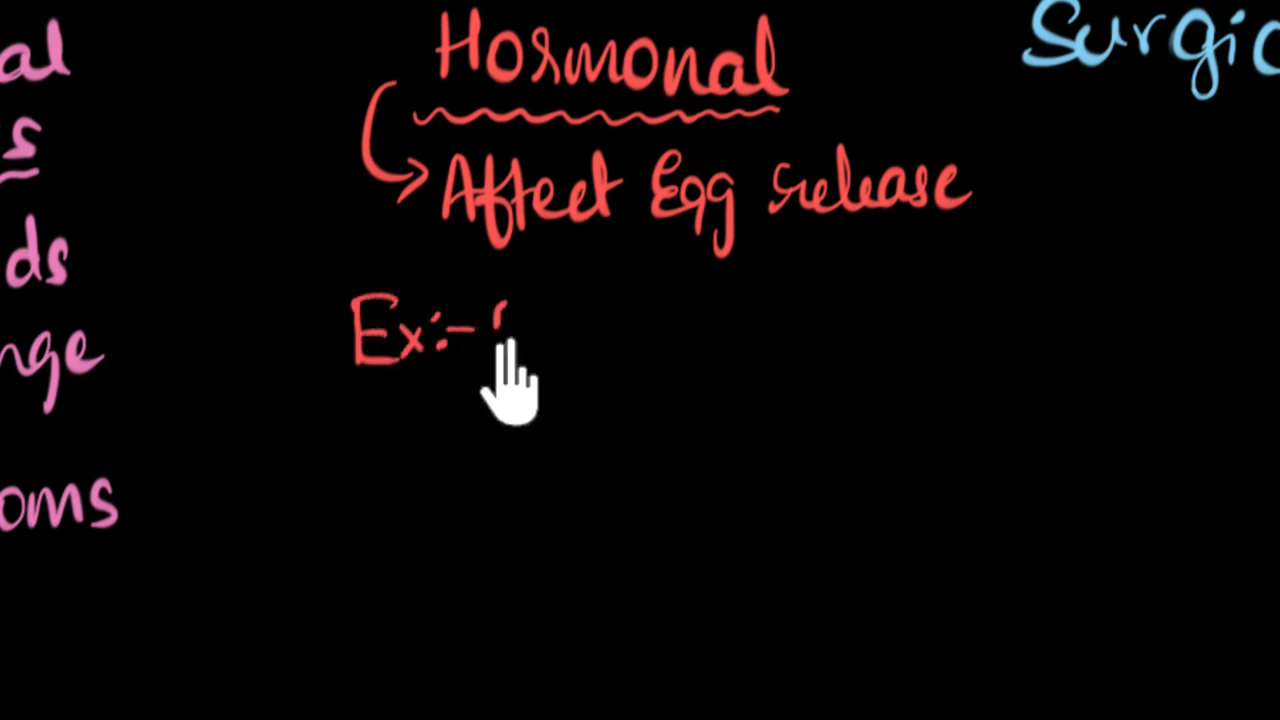 al
s
ds
nge
oms
Hormonal
Affect Egg release
Ex:-
Surgic